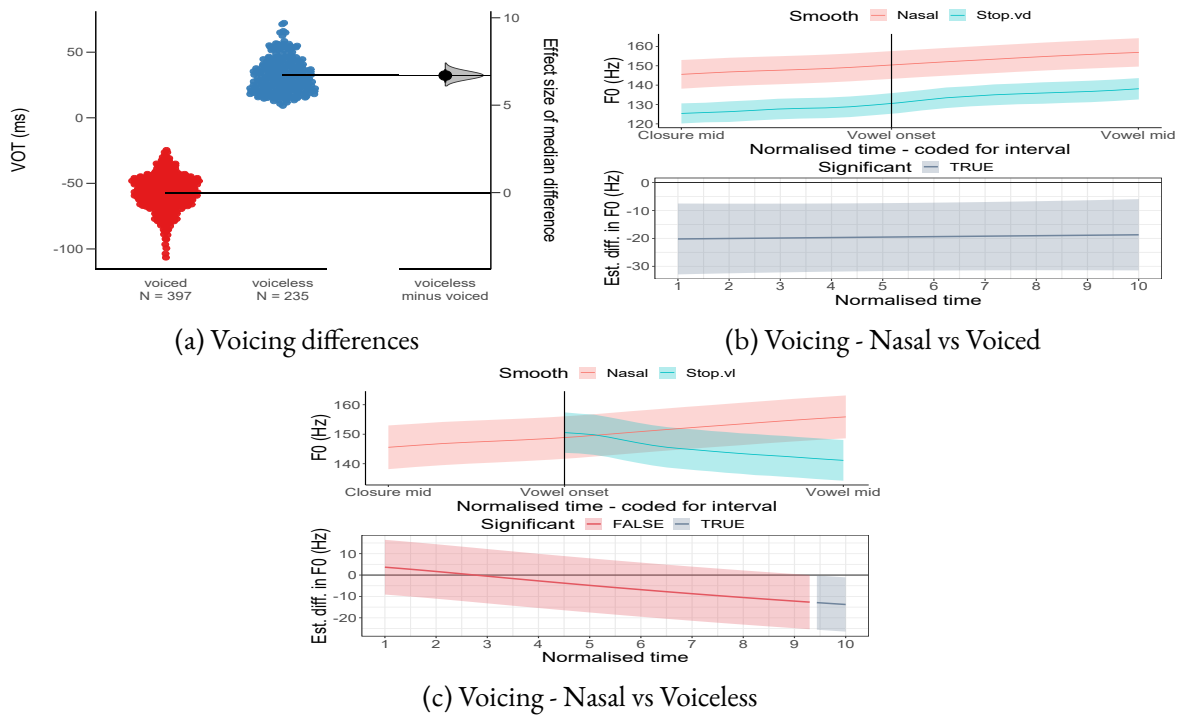 VOT (ms)
50
0
-50
-100
voiced
N = 397
voiceless
N = 235
voiceless
minus voiced
10
5
0
Effect size of median difference
(a) Voicing differences
Smooth Nasal Stop.vd
F0 (Hz)
160
150
140
130
120
Closure mid Vowel onset Vowel mid
Normalised time - coded for interval
Significant TRUE
Est. diff. in F0 (Hz)
0
-10
-20
-30
1 2 3 4 5 6 7 8 9 10
Normalised time
(b) Voicing - Nasal vs Voiced
Smooth Nasal Stop.vl
F0 (Hz)
160
150
140
Closure mid Vowel onset Vowel mid
Normalised time - coded for interval
Significant FALSE TRUE
Est. diff. in F0 (Hz)
10
0
-10
-20
1 2 3 4 5 6 7 8 9 10
Normalised time
(c) Voicing - Nasal vs Voiceless